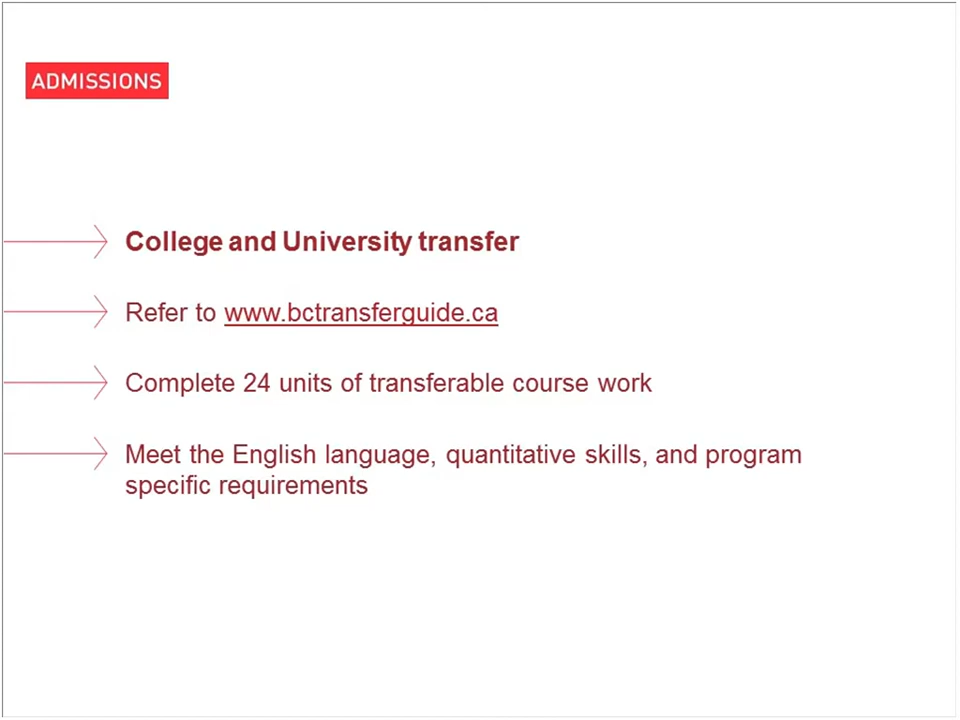 ADMISSIONS
College and University transfer
Refer to www.bctransferguide.ca
Complete 24 units of transferable course work
Meet the English language, quantitative skills, and program
specific requirements